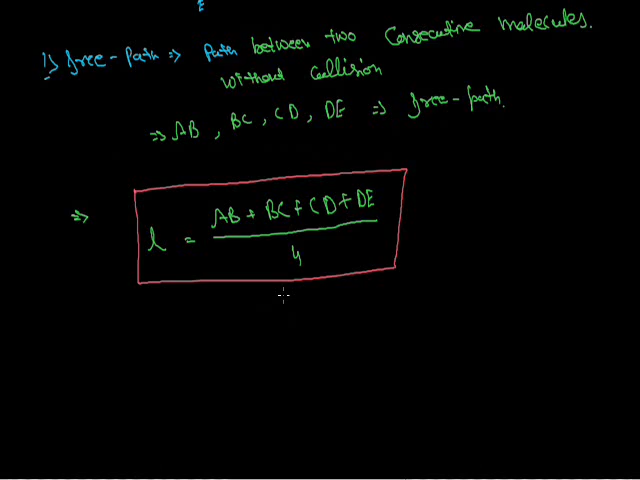 E
1) free-path => path between two Consecutive molecules.
without collision
=> AB, BC, CD, DE => free-path.
=> l = AB + BC + CD + DE / 4